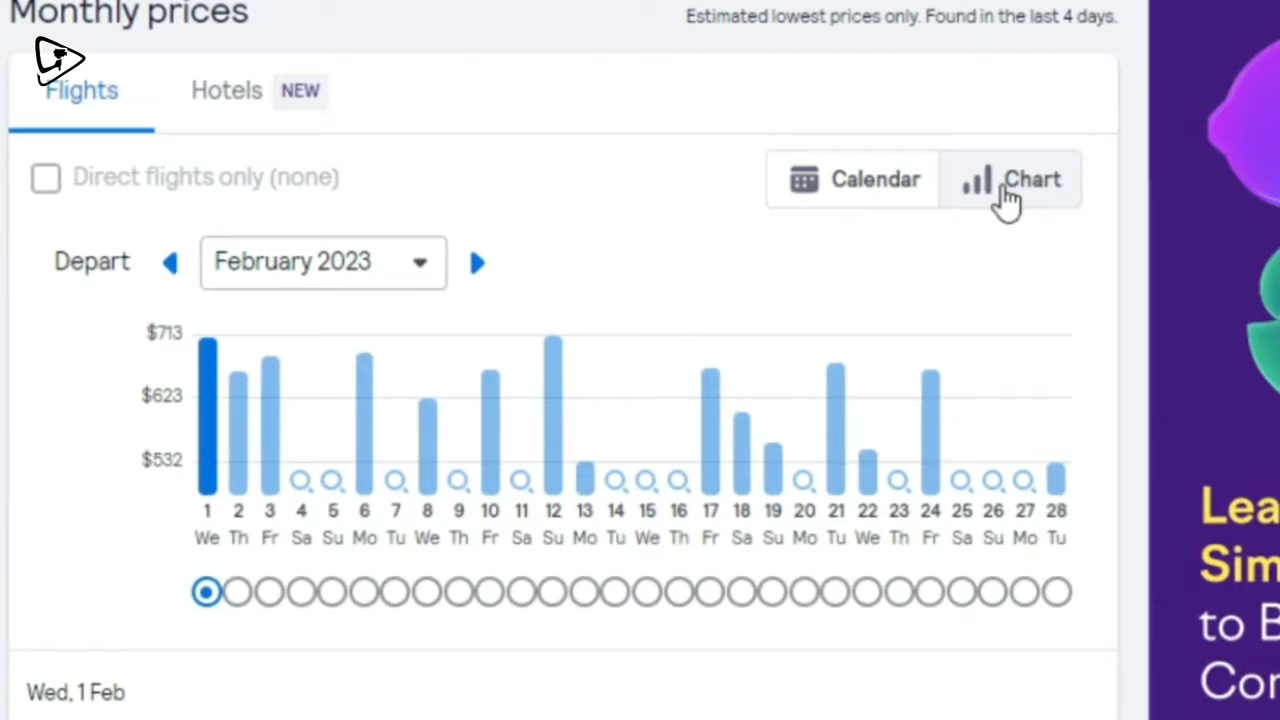 Monthly prices
Estimated lowest prices only. Found in the last 4 days.
Flights
Hotels NEW
Direct flights only (none)
Calendar
Chart
Depart
February 2023
$713
$623
$532
1 2 3 4 5 6 7 8 9 10 11 12 13 14 15 16 17 18 19 20 21 22 23 24 25 26 27 28
We Th Fr Sa Su Mo Tu We Th Fr Sa Su Mo Tu We Th Fr Sa Su Mo Tu We Th Fr Sa Su Mo Tu
Wed, 1 Feb
Lea
Sim
to B
Cor